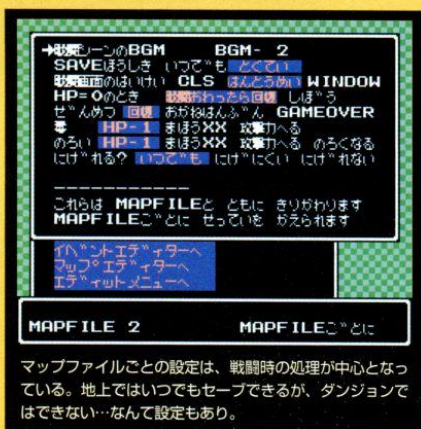 →戦闘シーンのBGM BGM- 2
SAVEほうしき いつでも とくてい
戦闘画面のはいけい CLS はんとうめい WINDOW
HP-0のとき 戦闘おわったら回復 しぼう
ぜんめつ 回復 おかねはんぶん GAMEOVER
毒 HP-1 まほうXX 攻撃力へる
のろい HP-1 まほうXX 攻撃力へる のろくなる
にげれる? いつでも にげにくい にげれない
-----------
これらは MAPFILEと ともに きりかわります
MAPFILEごとに せっていを かえられます
イベントエディターへ
マップエディターへ
エディットメニューへ
MAPFILE 2 MAPFILEごとに
マップファイルごとの設定は、戦闘時の処理が中心となっ
ている。地上ではいつでもセーブできるが、ダンジョンで
はできない…なんて設定もあり。